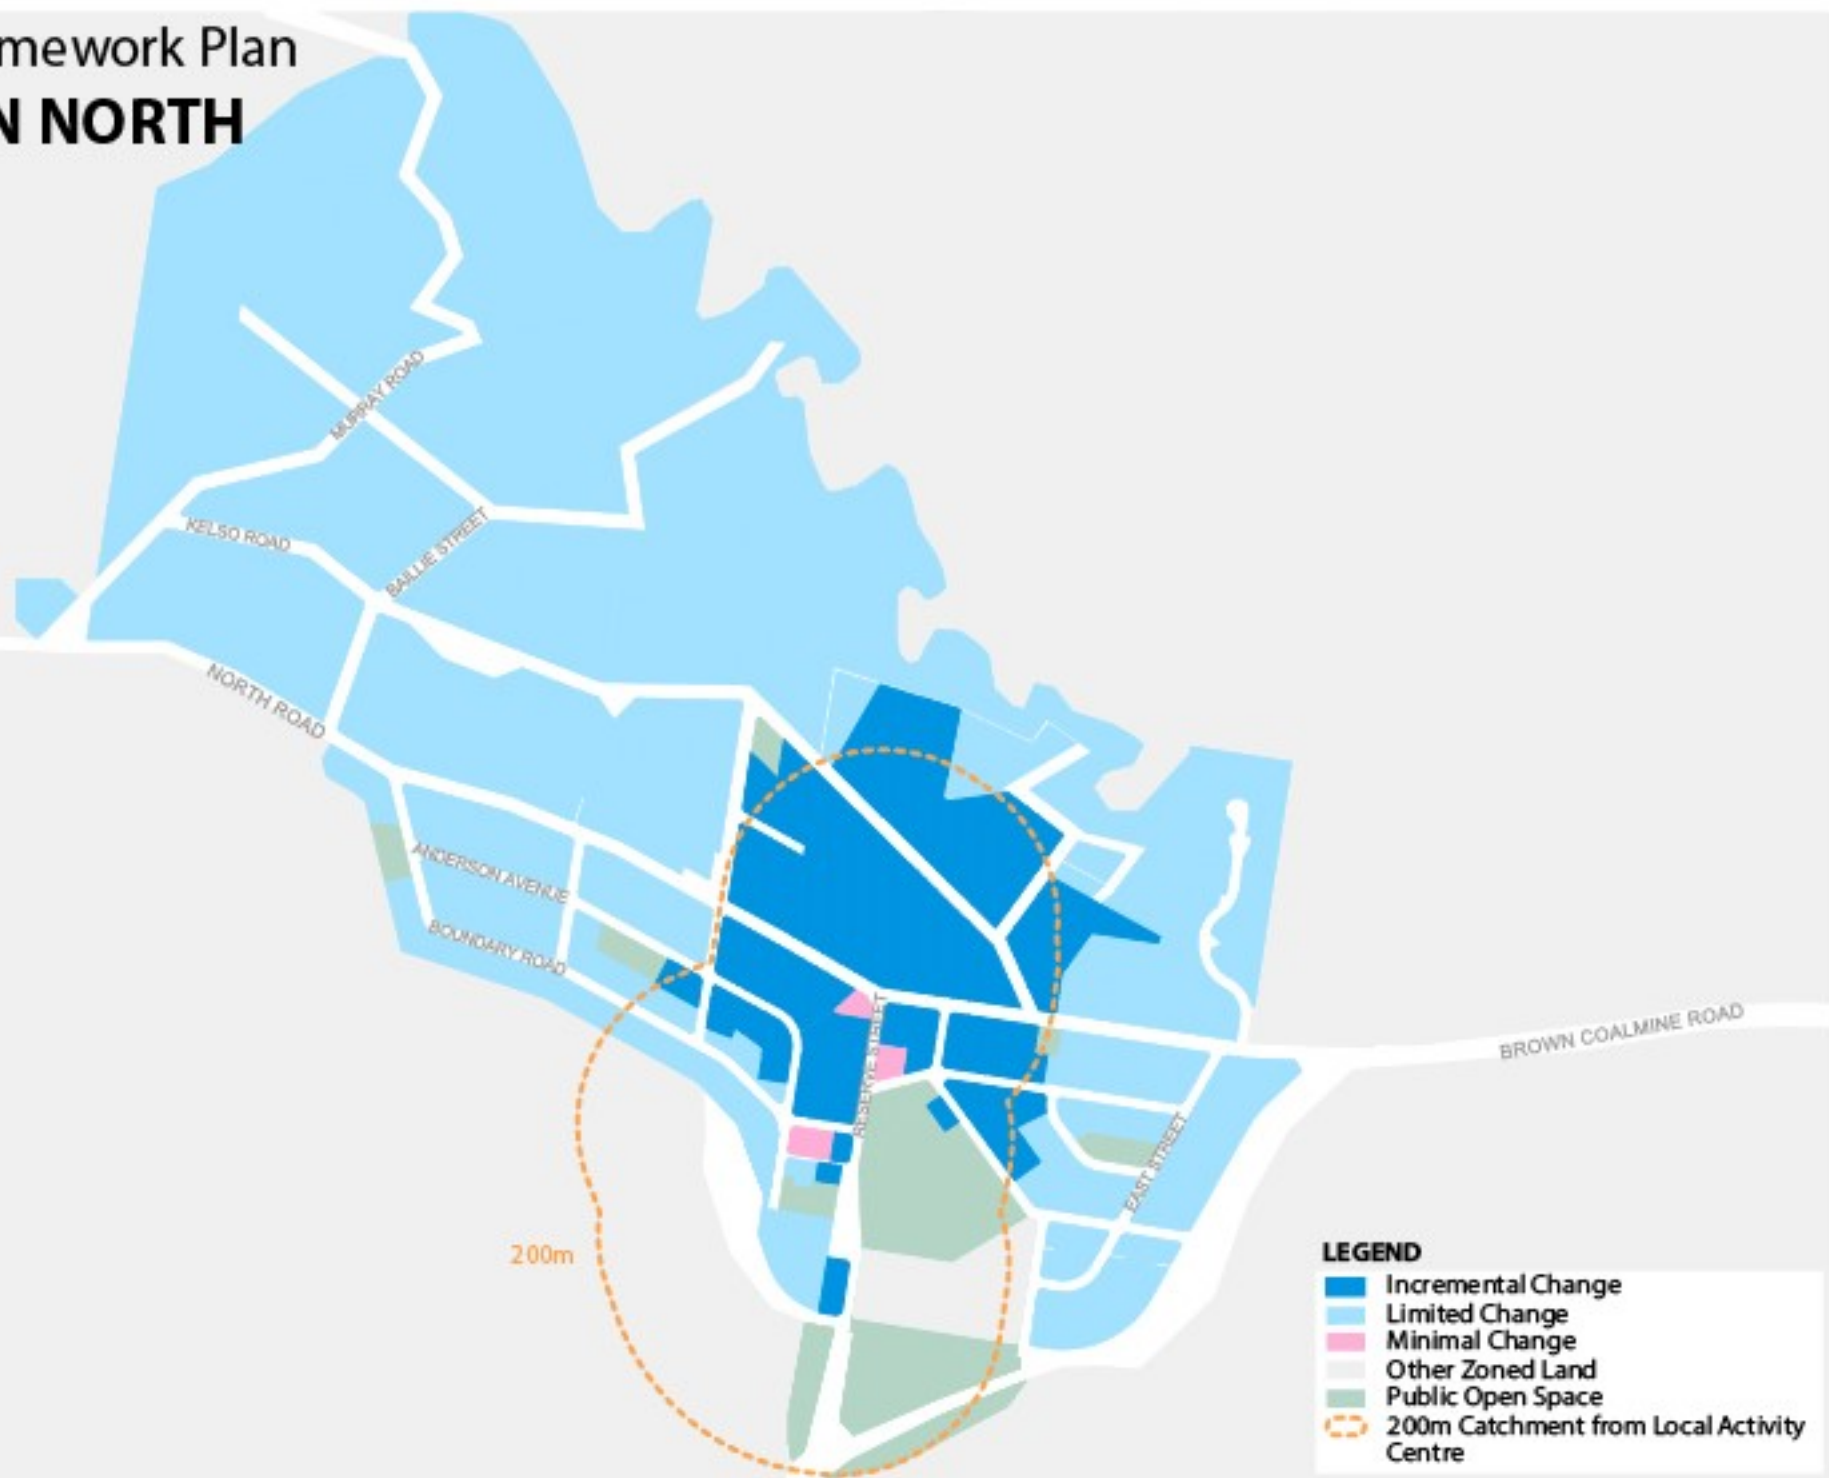 mework Plan
N NORTH
MURRAY ROAD
KELSO ROAD
BAILLIE STREET
NORTH ROAD
ANDERSON AVENUE
BOUNDARY ROAD
RESERVE STREET
BROWN COALMINE ROAD
EAST STREET
200m
LEGEND
Incremental Change
Limited Change
Minimal Change
Other Zoned Land
Public Open Space
200m Catchment from Local Activity
Centre